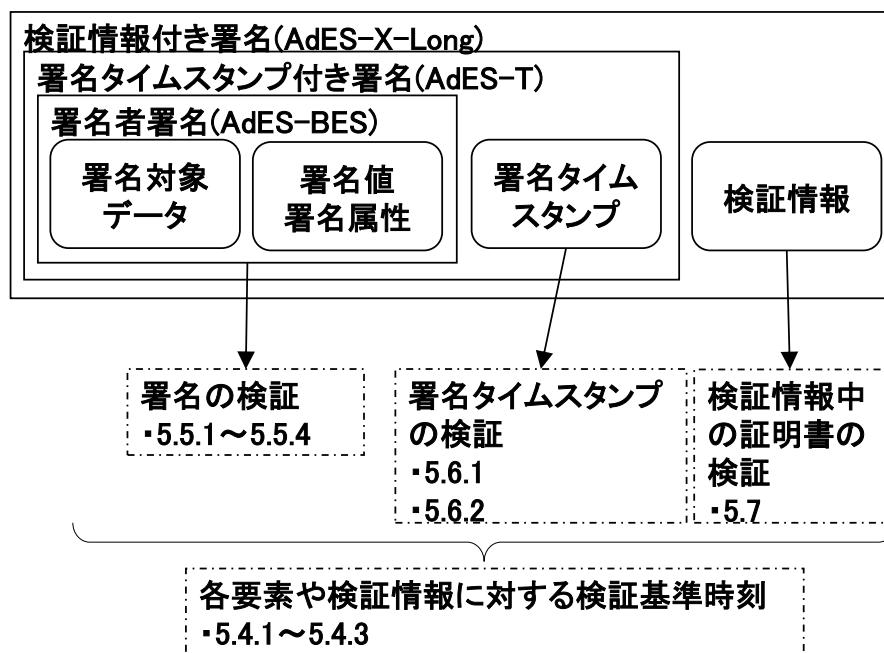 検証情報付き署名(AdES-X-Long)
署名タイムスタンプ付き署名(AdES-T)
署名者署名(AdES-BES)
署名対象
データ
署名値
署名属性
署名タイム
スタンプ
検証情報
署名の検証
・5.5.1～5.5.4
署名タイムスタンプ
の検証
・5.6.1
・5.6.2
検証情報中
の証明書の
検証
・5.7
各要素や検証情報に対する検証基準時刻
・5.4.1～5.4.3